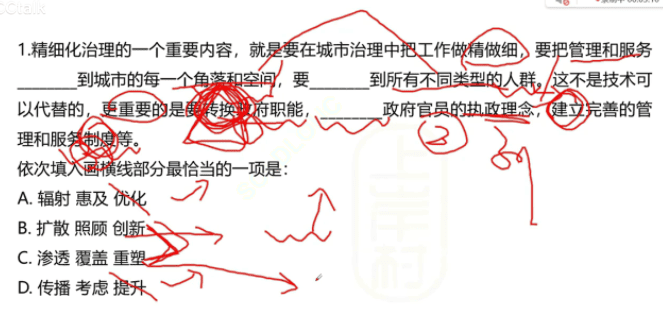 CCtalk
1.精细化治理的一个重要内容，就是要在城市治理中把工作做精做细，要把管理和服务
_______到城市的每一个角落和空间，要_______到所有不同类型的人群。这不是技术可
以代替的，更重要的是要转换政府职能，_______政府官员的执政理念，建立完善的管
理和服务制度等。
依次填入画横线部分最恰当的一项是：
A. 辐射 惠及 优化
B. 扩散 照顾 创新
C. 渗透 覆盖 重塑
D. 传播 考虑 提升
上岸村